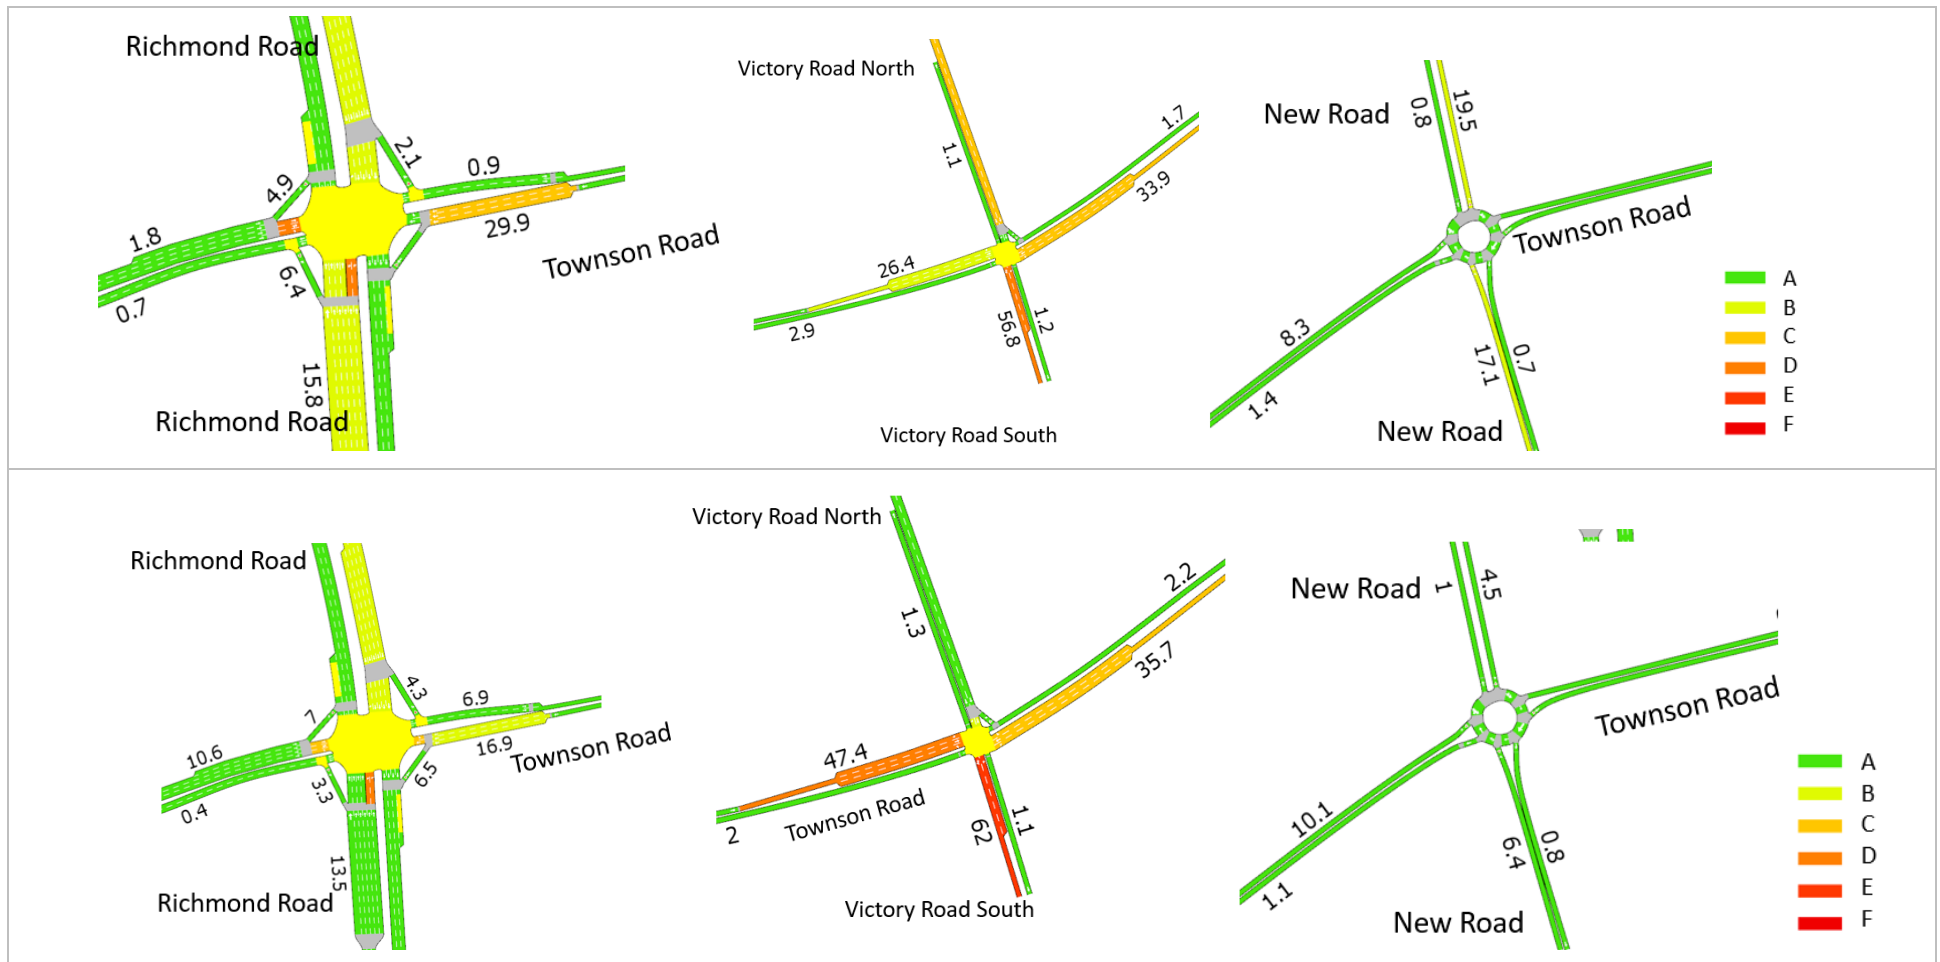 Richmond Road
2.1
0.9
4.9
1.8
29.9
Townson Road
6.4
0.7
15.8
Richmond Road
Victory Road North
1.1
1.7
33.9
26.4
2.9
56.8
1.2
Victory Road South
New Road
0.8
19.5
Townson Road
8.3
1.4
17.1
0.7
New Road
A
B
C
D
E
F
Richmond Road
4.3
6.9
7
10.6
16.9
Townson Road
6.5
3.3
0.4
13.5
Richmond Road
Victory Road North
1.3
2.2
35.7
47.4
Townson Road
2
62
1.1
Victory Road South
New Road
1
4.5
Townson Road
10.1
1.1
6.4
0.8
New Road
A
B
C
D
E
F